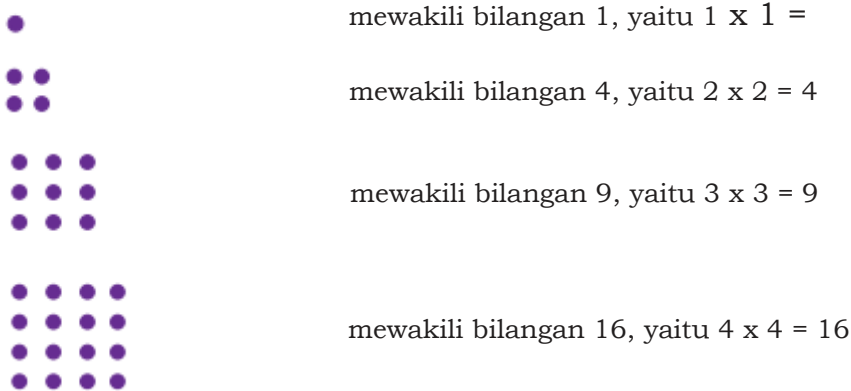 mewakili bilangan 1, yaitu 1 x 1 =
mewakili bilangan 4, yaitu 2 x 2 = 4
mewakili bilangan 9, yaitu 3 x 3 = 9
mewakili bilangan 16, yaitu 4 x 4 = 16